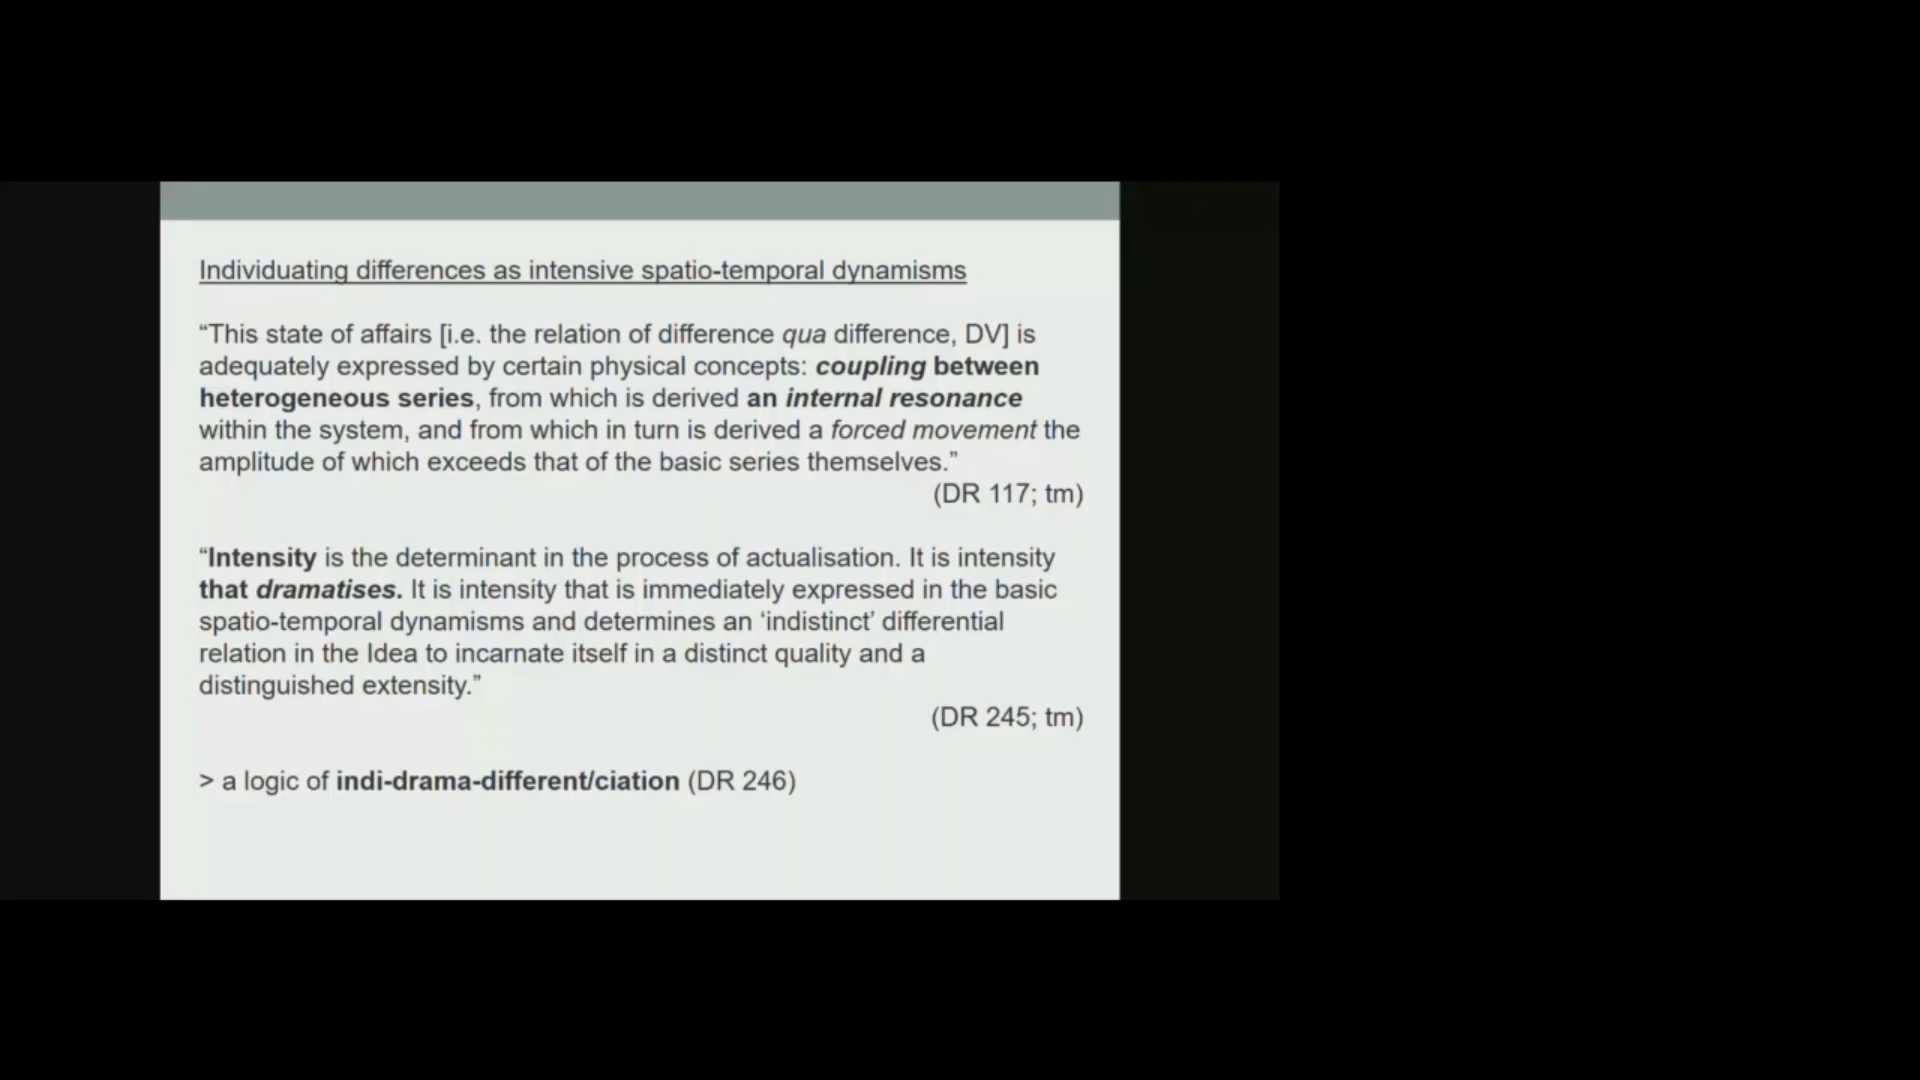 Individuating differences as intensive spatio-temporal dynamisms
“This state of affairs [i.e. the relation of difference qua difference, DV] is
adequately expressed by certain physical concepts: coupling between
heterogeneous series, from which is derived an internal resonance
within the system, and from which in turn is derived a forced movement the
amplitude of which exceeds that of the basic series themselves.”
(DR 117; tm)
“Intensity is the determinant in the process of actualisation. It is intensity
that dramatises. It is intensity that is immediately expressed in the basic
spatio-temporal dynamisms and determines an ‘indistinct’ differential
relation in the Idea to incarnate itself in a distinct quality and a
distinguished extensity.”
(DR 245; tm)
> a logic of indi-drama-different/ciation (DR 246)